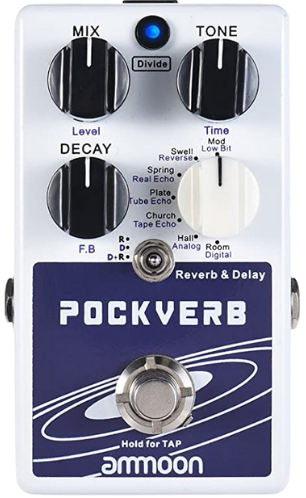 MIX
TONE
Divide
Level
Time
DECAY
Mod
Low Bit
Swell
Reverse
Spring
Real Echo
Plate
Tube Echo
Church
Tape Echo
Hall
Analog
Room
Digital
F.B
R
D
D+R
Reverb & Delay
POCKVERB
Hold for TAP
ammoon